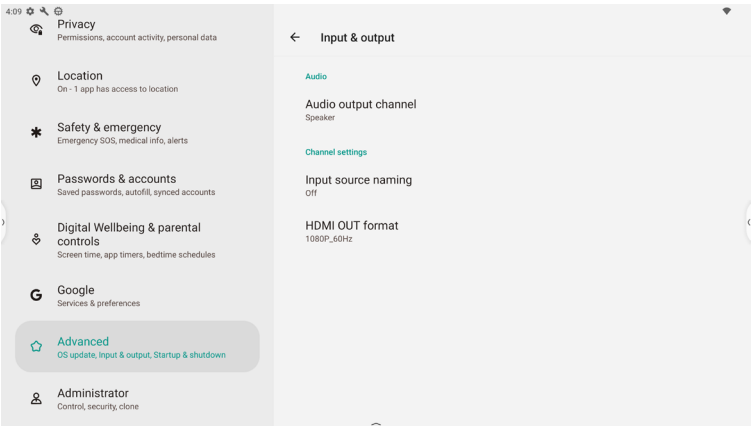 4:09
Privacy
Permissions, account activity, personal data
Location
On - 1 app has access to location
Safety & emergency
Emergency SOS, medical info, alerts
Passwords & accounts
Saved passwords, autofill, synced accounts
Digital Wellbeing & parental
controls
Screen time, app timers, bedtime schedules
Google
Services & preferences
Advanced
OS update, Input & output, Startup & shutdown
Administrator
Control, security, clone
Input & output
Audio
Audio output channel
Speaker
Channel settings
Input source naming
Off
HDMI OUT format
1080P_60Hz